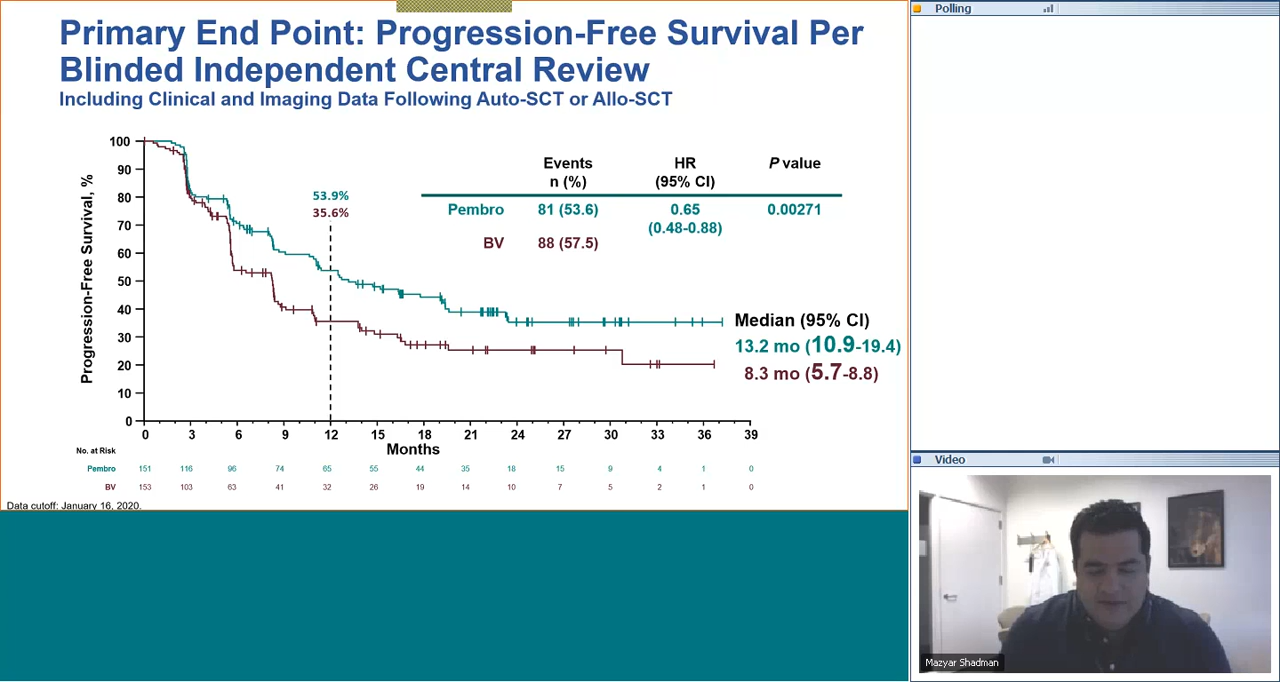 Primary End Point: Progression-Free Survival Per
Blinded Independent Central Review
Including Clinical and Imaging Data Following Auto-SCT or Allo-SCT
100
90
80
70
60
50
40
30
20
10
0
Progression-Free Survival, %
53.9%
35.6%
Events
n (%)
HR
(95% CI)
P value
Pembro 81 (53.6) 0.65
(0.48-0.88) 0.00271
BV 88 (57.5)
Median (95% CI)
13.2 mo (10.9-19.4)
8.3 mo (5.7-8.8)
0 3 6 9 12 15 18 21 24 27 30 33 36 39
Months
No. at Risk
Pembro 151 116 96 74 65 55 44 35 18 15 9 4 1 0
BV 153 103 63 41 32 26 19 14 10 7 5 2 1 0
Data cutoff: January 16, 2020.
Polling
Video
Mazyar Shadman